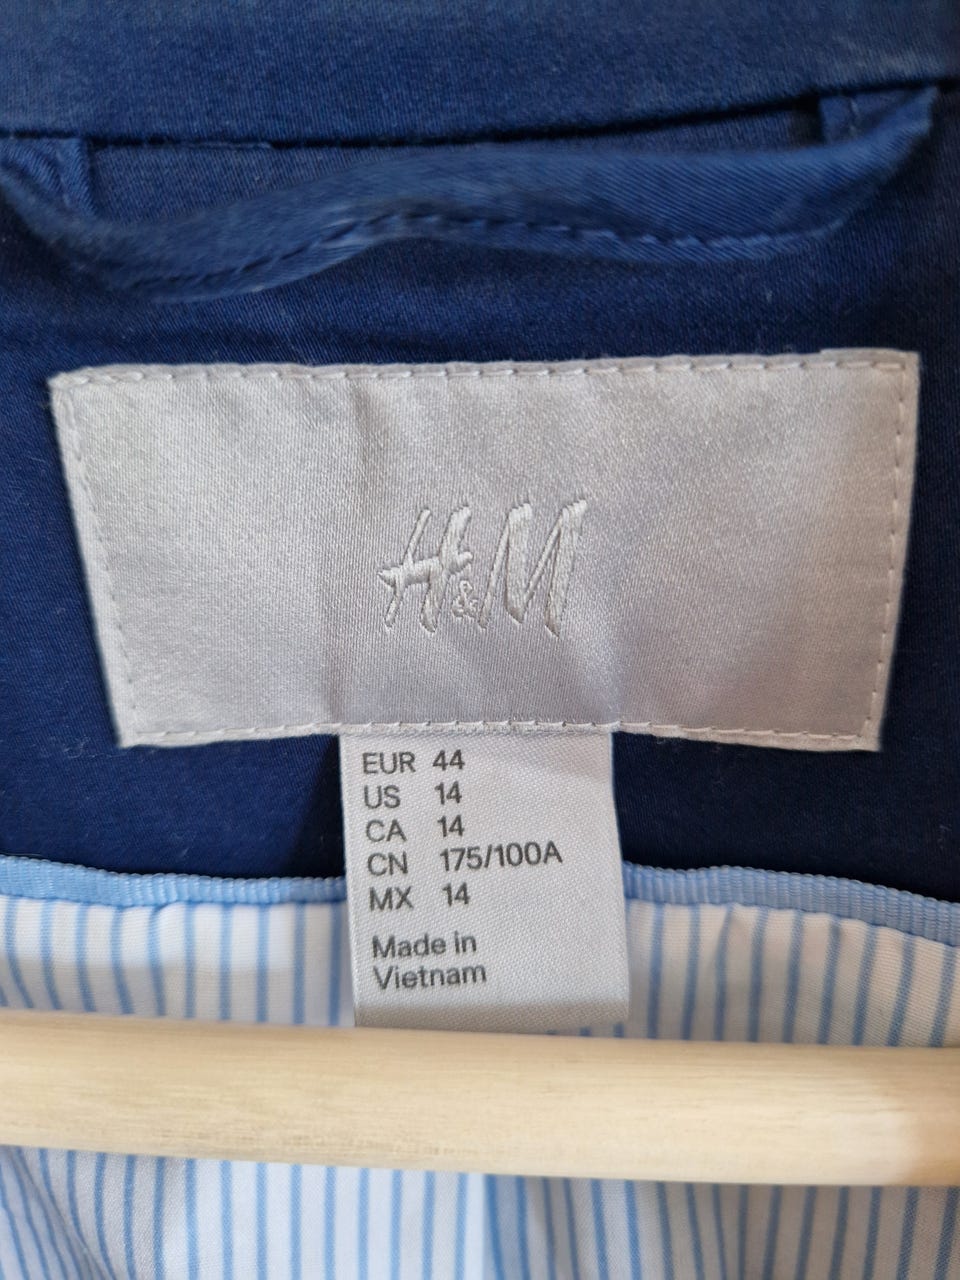 H&M
EUR 44
US 14
CA 14
CN 175/100A
MX 14
Made in
Vietnam